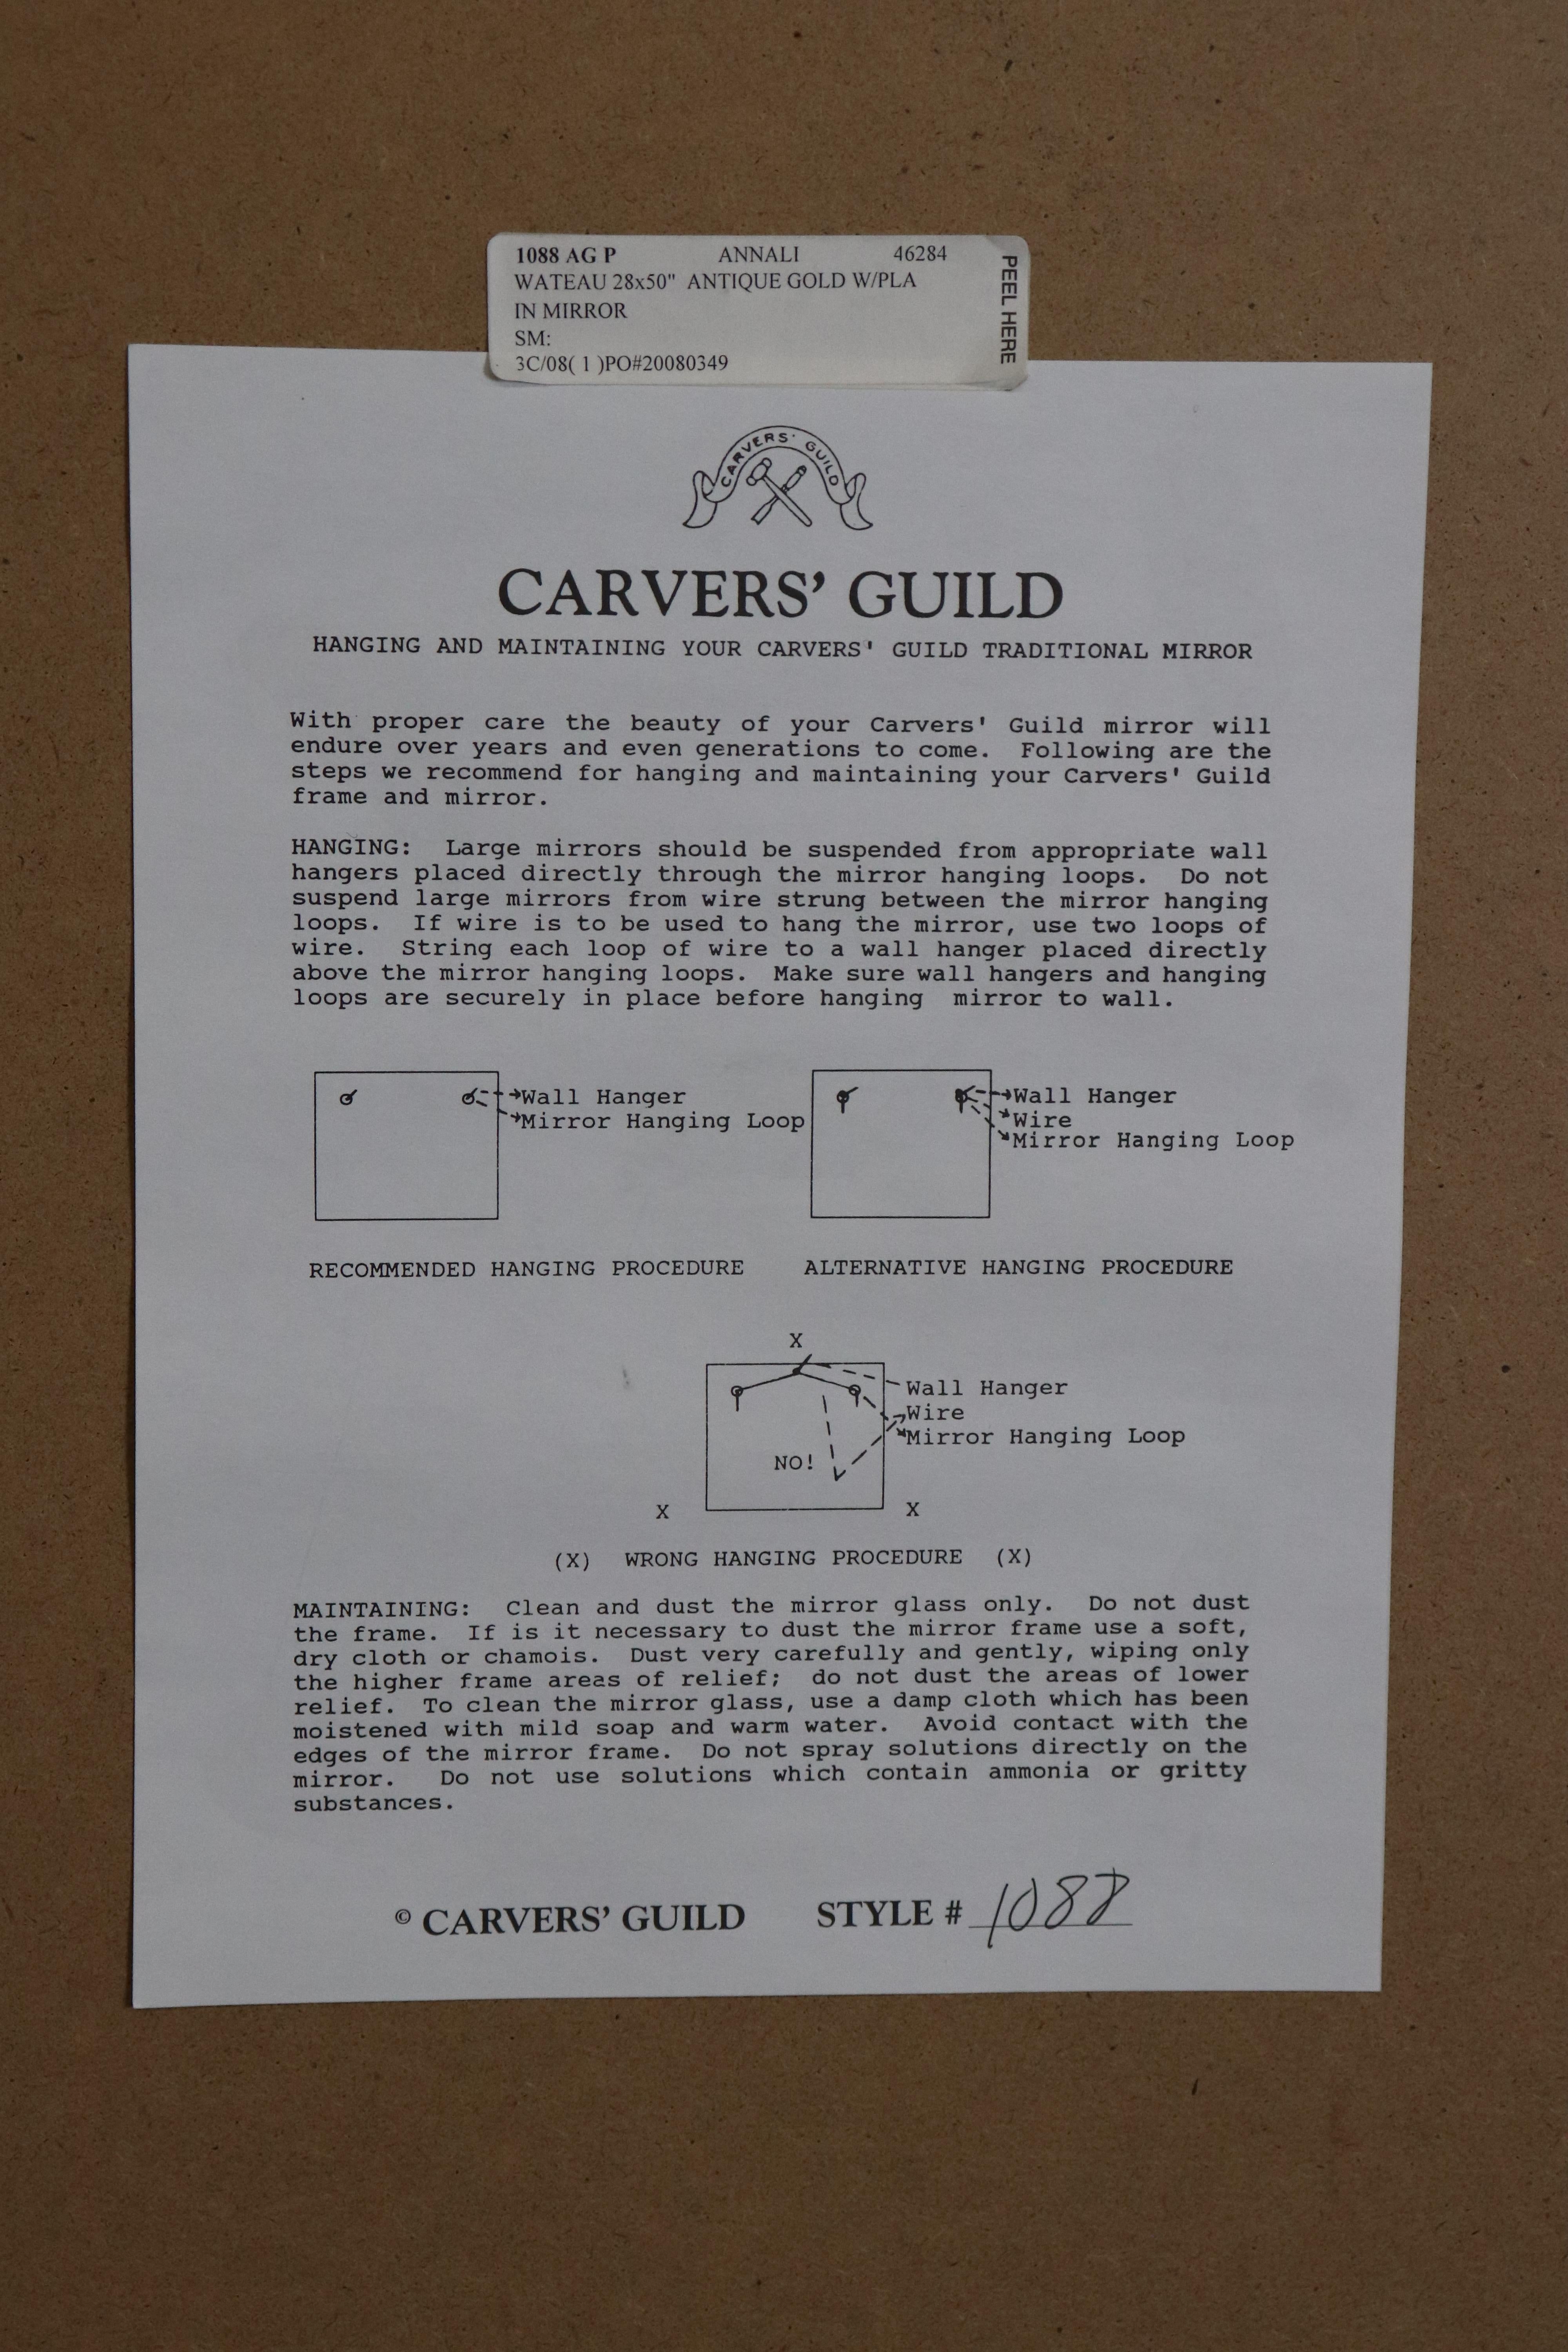 1088 AG P ANNALI 46284
WATEAU 28x50" ANTIQUE GOLD W/PLA
IN MIRROR
SM:
3C/08( 1 )PO#20080349
PEEL HERE
CARVERS' GUILD
CARVERS' GUILD
HANGING AND MAINTAINING YOUR CARVERS' GUILD TRADITIONAL MIRROR
With proper care the beauty of your Carvers' Guild mirror will
endure over years and even generations to come. Following are the
steps we recommend for hanging and maintaining your Carvers' Guild
frame and mirror.
HANGING: Large mirrors should be suspended from appropriate wall
hangers placed directly through the mirror hanging loops. Do not
suspend large mirrors from wire strung between the mirror hanging
loops. If wire is to be used to hang the mirror, use two loops of
wire. String each loop of wire to a wall hanger placed directly
above the mirror hanging loops. Make sure wall hangers and hanging
loops are securely in place before hanging mirror to wall.
Wall Hanger
Mirror Hanging Loop
Wall Hanger
Wire
Mirror Hanging Loop
RECOMMENDED HANGING PROCEDURE
ALTERNATIVE HANGING PROCEDURE
X
Wall Hanger
Wire
Mirror Hanging Loop
NO!
X X
(X) WRONG HANGING PROCEDURE (X)
MAINTAINING: Clean and dust the mirror glass only. Do not dust
the frame. If is it necessary to dust the mirror frame use a soft,
dry cloth or chamois. Dust very carefully and gently, wiping only
the higher frame areas of relief; do not dust the areas of lower
relief. To clean the mirror glass, use a damp cloth which has been
moistened with mild soap and warm water. Avoid contact with the
edges of the mirror frame. Do not spray solutions directly on the
mirror. Do not use solutions which contain ammonia or gritty
substances.
© CARVERS' GUILD STYLE # 1088